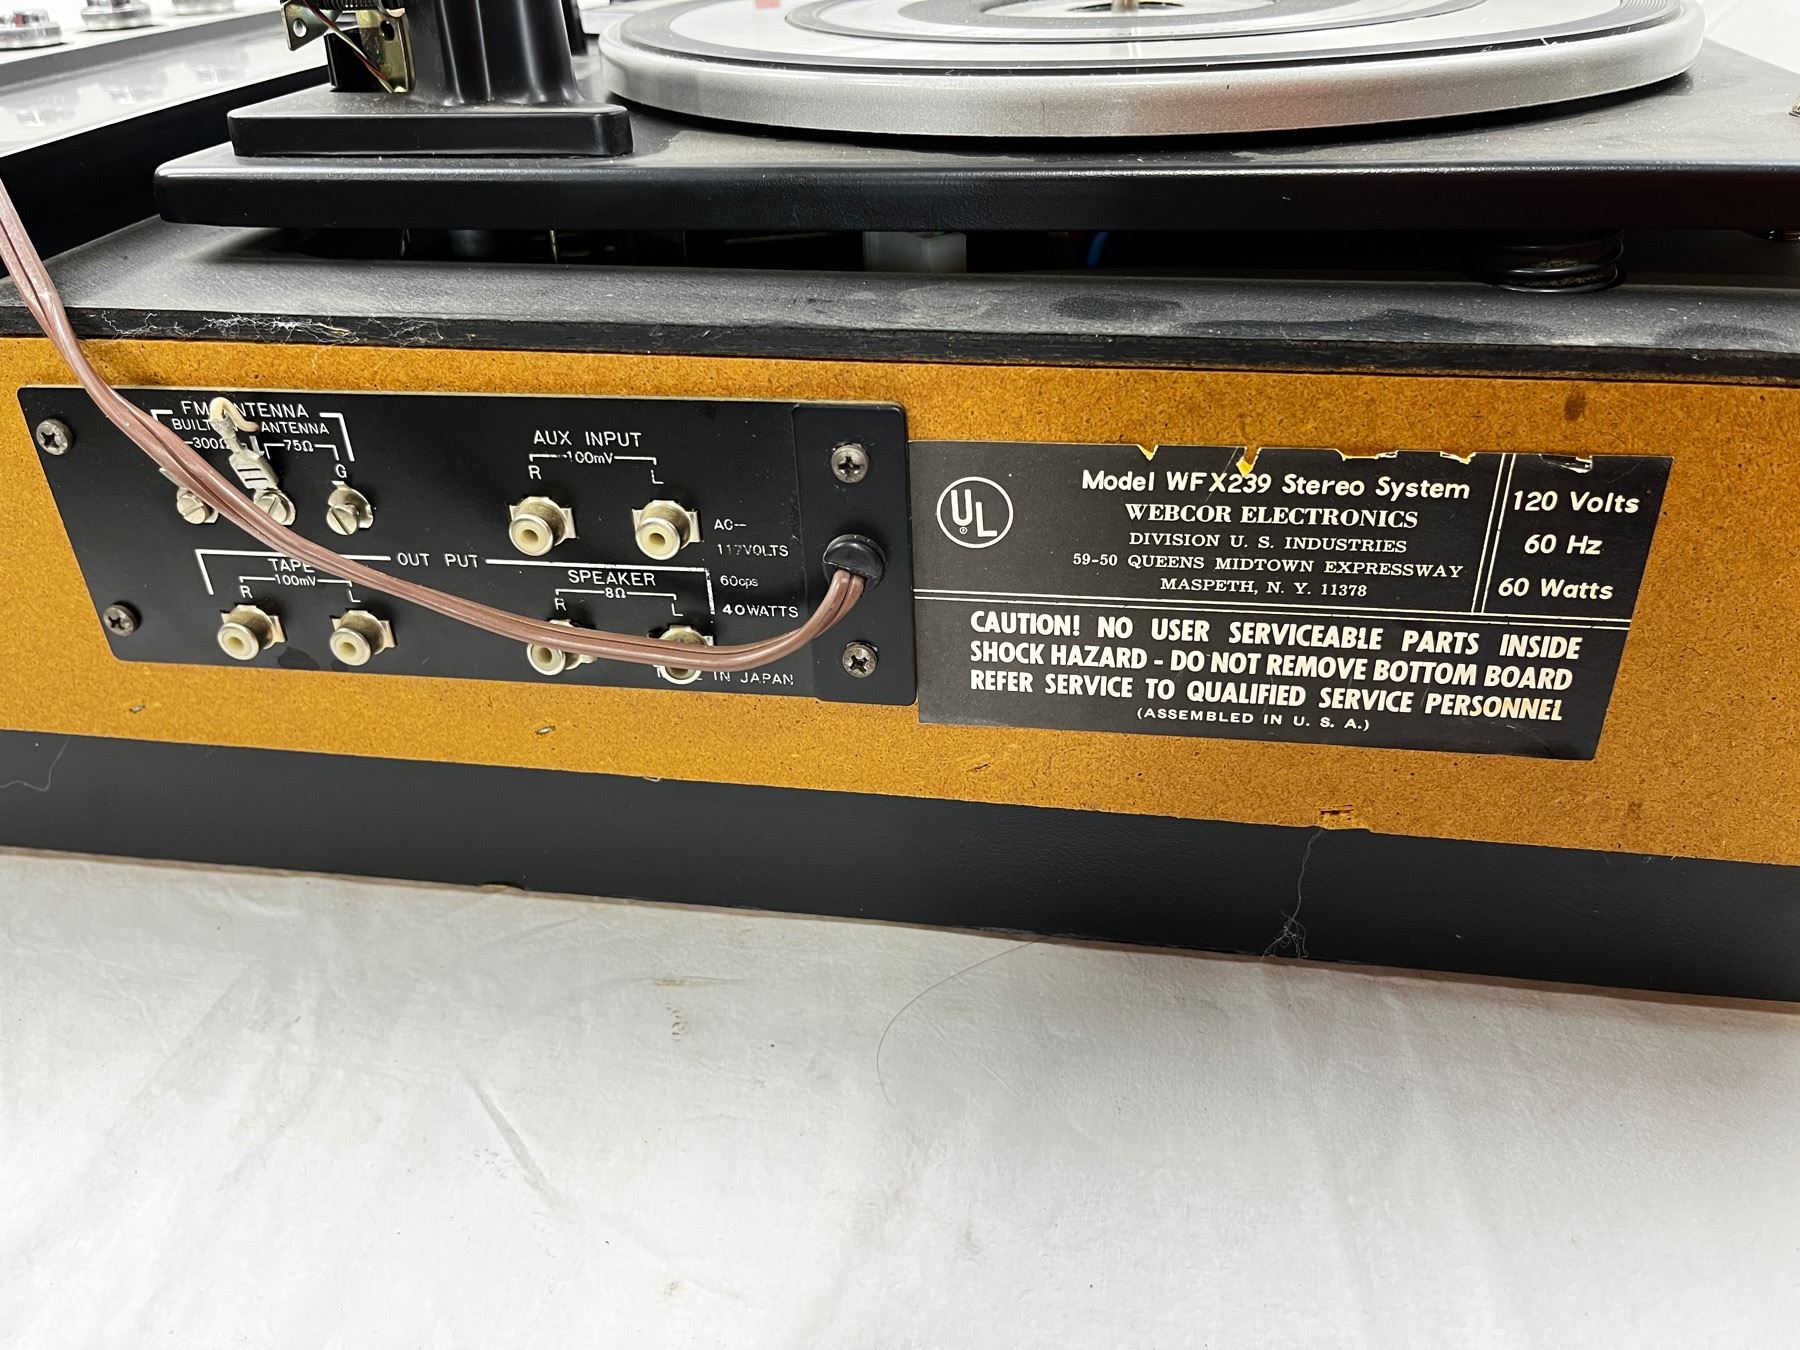 FM ANTENNA
BUILT ANTENNA
300Ω 75Ω
G
AUX INPUT
100mV
R L
AC
117VOLTS
60cps
40WATTS
OUT PUT
TAPE
100mV
R L
SPEAKER
8Ω
R L
IN JAPAN
UL
®
Model WFX239 Stereo System
WEBCOR ELECTRONICS
DIVISION U. S. INDUSTRIES
59-50 QUEENS MIDTOWN EXPRESSWAY
MASPETH, N. Y. 11378
120 Volts
60 Hz
60 Watts
CAUTION! NO USER SERVICEABLE PARTS INSIDE
SHOCK HAZARD - DO NOT REMOVE BOTTOM BOARD
REFER SERVICE TO QUALIFIED SERVICE PERSONNEL
(ASSEMBLED IN U. S. A.)